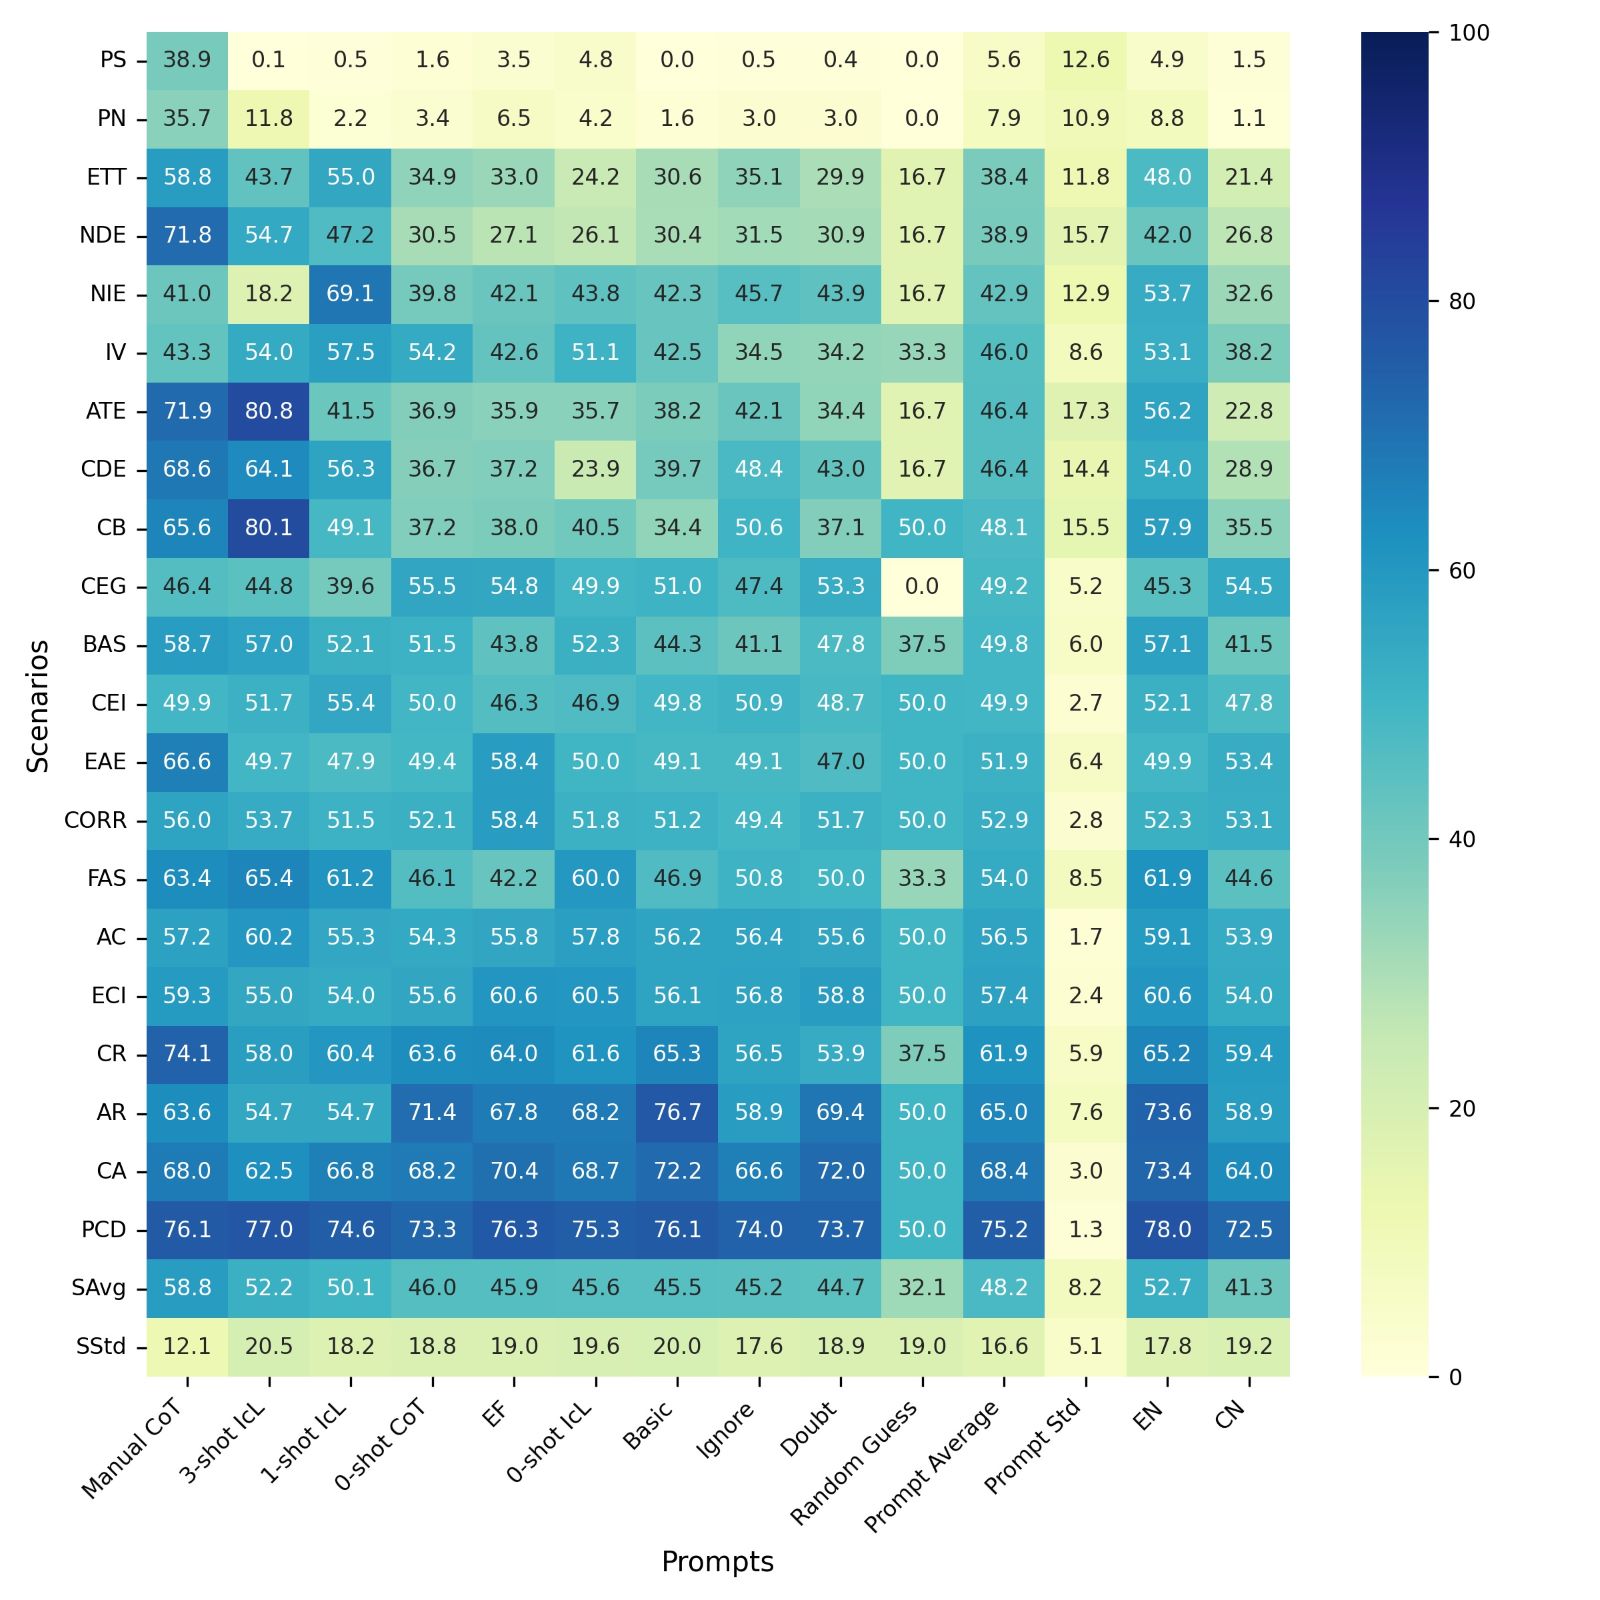 PS 38.9 0.1 0.5 1.6 3.5 4.8 0.0 0.5 0.4 0.0 5.6 12.6 4.9 1.5
PN 35.7 11.8 2.2 3.4 6.5 4.2 1.6 3.0 3.0 0.0 7.9 10.9 8.8 1.1
ETT 58.8 43.7 55.0 34.9 33.0 24.2 30.6 35.1 29.9 16.7 38.4 11.8 48.0 21.4
NDE 71.8 54.7 47.2 30.5 27.1 26.1 30.4 31.5 30.9 16.7 38.9 15.7 42.0 26.8
NIE 41.0 18.2 69.1 39.8 42.1 43.8 42.3 45.7 43.9 16.7 42.9 12.9 53.7 32.6
IV 43.3 54.0 57.5 54.2 42.6 51.1 42.5 34.5 34.2 33.3 46.0 8.6 53.1 38.2
ATE 71.9 80.8 41.5 36.9 35.9 35.7 38.2 42.1 34.4 16.7 46.4 17.3 56.2 22.8
CDE 68.6 64.1 56.3 36.7 37.2 23.9 39.7 48.4 43.0 16.7 46.4 14.4 54.0 28.9
CB 65.6 80.1 49.1 37.2 38.0 40.5 34.4 50.6 37.1 50.0 48.1 15.5 57.9 35.5
CEG 46.4 44.8 39.6 55.5 54.8 49.9 51.0 47.4 53.3 0.0 49.2 5.2 45.3 54.5
BAS 58.7 57.0 52.1 51.5 43.8 52.3 44.3 41.1 47.8 37.5 49.8 6.0 57.1 41.5
CEI 49.9 51.7 55.4 50.0 46.3 46.9 49.8 50.9 48.7 50.0 49.9 2.7 52.1 47.8
EAE 66.6 49.7 47.9 49.4 58.4 50.0 49.1 49.1 47.0 50.0 51.9 6.4 49.9 53.4
CORR 56.0 53.7 51.5 52.1 58.4 51.8 51.2 49.4 51.7 50.0 52.9 2.8 52.3 53.1
FAS 63.4 65.4 61.2 46.1 42.2 60.0 46.9 50.8 50.0 33.3 54.0 8.5 61.9 44.6
AC 57.2 60.2 55.3 54.3 55.8 57.8 56.2 56.4 55.6 50.0 56.5 1.7 59.1 53.9
ECI 59.3 55.0 54.0 55.6 60.6 60.5 56.1 56.8 58.8 50.0 57.4 2.4 60.6 54.0
CR 74.1 58.0 60.4 63.6 64.0 61.6 65.3 56.5 53.9 37.5 61.9 5.9 65.2 59.4
AR 63.6 54.7 54.7 71.4 67.8 68.2 76.7 58.9 69.4 50.0 65.0 7.6 73.6 58.9
CA 68.0 62.5 66.8 68.2 70.4 68.7 72.2 66.6 72.0 50.0 68.4 3.0 73.4 64.0
PCD 76.1 77.0 74.6 73.3 76.3 75.3 76.1 74.0 73.7 50.0 75.2 1.3 78.0 72.5
SAvg 58.8 52.2 50.1 46.0 45.9 45.6 45.5 45.2 44.7 32.1 48.2 8.2 52.7 41.3
SStd 12.1 20.5 18.2 18.8 19.0 19.6 20.0 17.6 18.9 19.0 16.6 5.1 17.8 19.2
Scenarios
Manual CoT
3-shot IcL
1-shot IcL
0-shot CoT
EF
0-shot IcL
Basic
Ignore
Doubt
Random Guess
Prompt Average
Prompt Std
EN
CN
Prompts
100
80
60
40
20
0